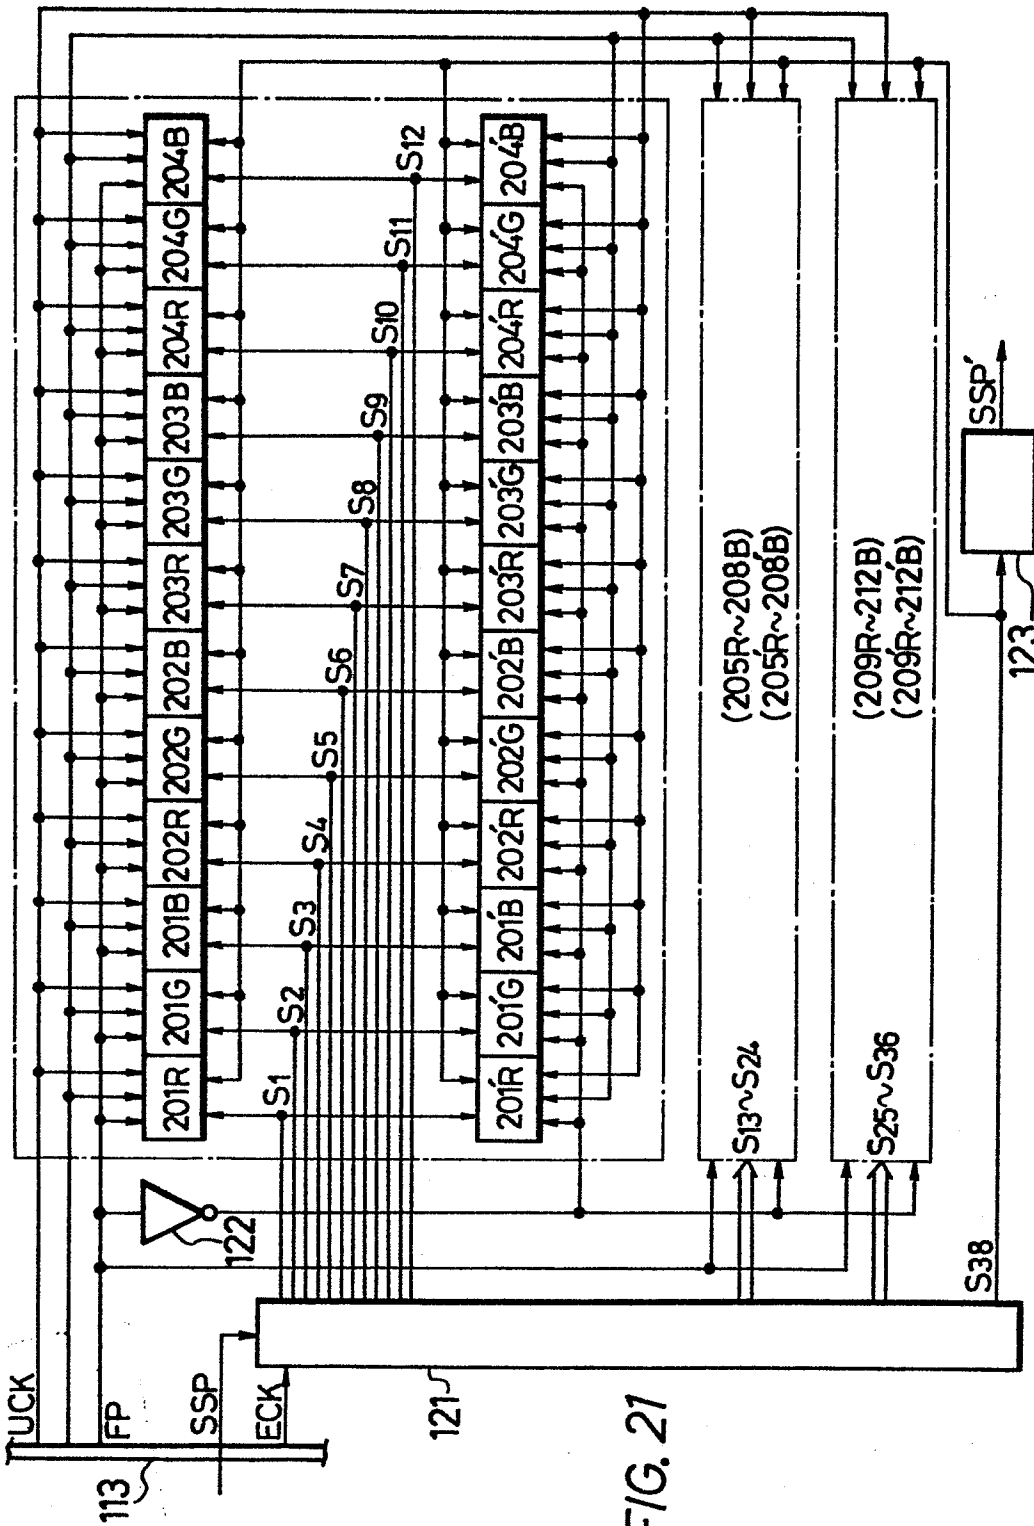 UCK
FP
SSP
ECK
113
121
122
201R 201G 201B 202R 202G 202B 203R 203G 203B 204R 204G 204B
S1
S2
S3
S4
S5
S6
S7
S8
S9
S10
S11
S12
201'R 201'G 201'B 202'R 202'G 202'B 203'R 203'G 203'B 204'R 204'G 204'B
S13~S24
(205R~208B)
(205'R~208'B)
S25~S36
(209R~212B)
(209'R~212'B)
S38
123
SSP'
FIG. 21